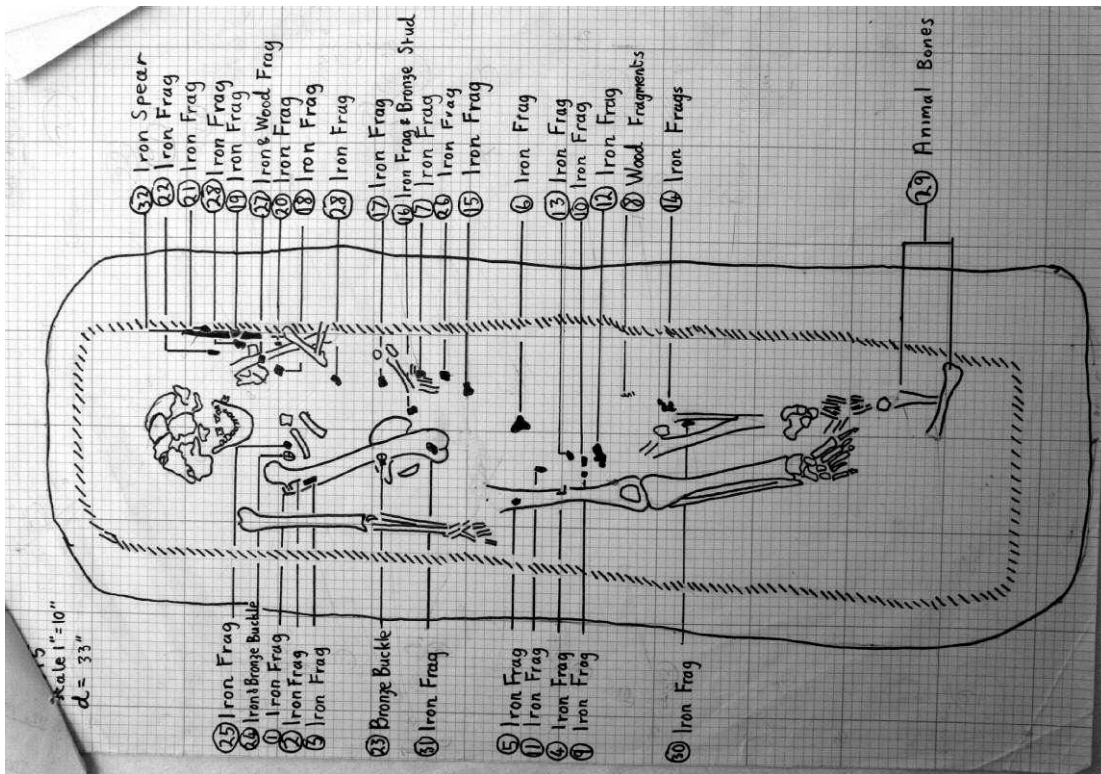 32 Iron Spear
22 Iron Frag
21 Iron Frag
28 Iron Frag
19 Iron Frag
27 Iron & Wood Frag
20 Iron Frag
18 Iron Frag
28 Iron Frag
17 Iron Frag
16 Iron Frag & Bronze Stud
7 Iron Frag
26 Iron Frag
15 Iron Frag
6 Iron Frag
13 Iron Frag
10 Iron Frag
12 Iron Frag
8 Wood Fragments
14 Iron Frags
29 Animal Bones
Scale 1"=10"
d = 33"
25 Iron Frag
24 Iron & Bronze Buckle
1 Iron Frag
2 Iron Frag
3 Iron Frag
23 Bronze Buckle
31 Iron Frag
5 Iron Frag
11 Iron Frag
4 Iron Frag
9 Iron Frag
30 Iron Frag